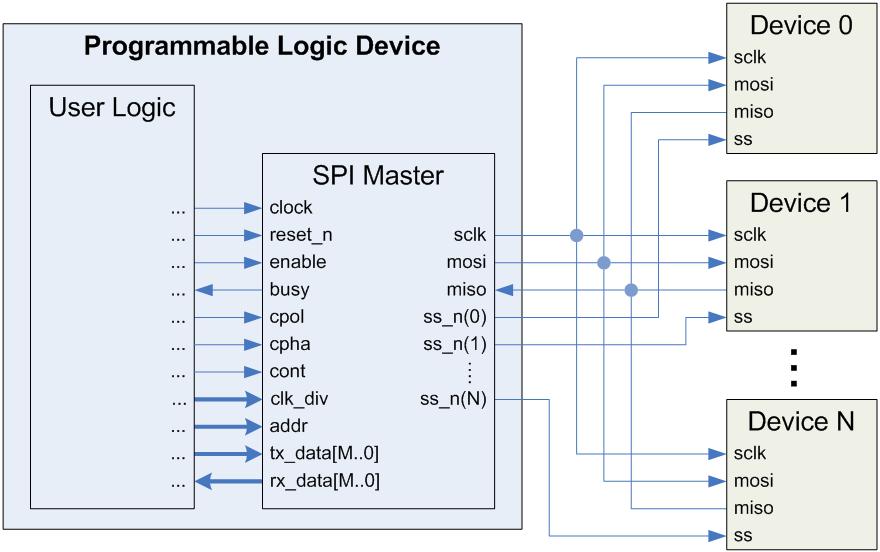 Programmable Logic Device
User Logic
...
...
...
...
...
...
...
...
...
...
...
SPI Master
clock
reset_n
enable
busy
cpol
cpha
cont
clk_div
addr
tx_data[M..0]
rx_data[M..0]
sclk
mosi
miso
ss_n(0)
ss_n(1)
ss_n(N)
Device 0
sclk
mosi
miso
ss
Device 1
sclk
mosi
miso
ss
Device N
sclk
mosi
miso
ss